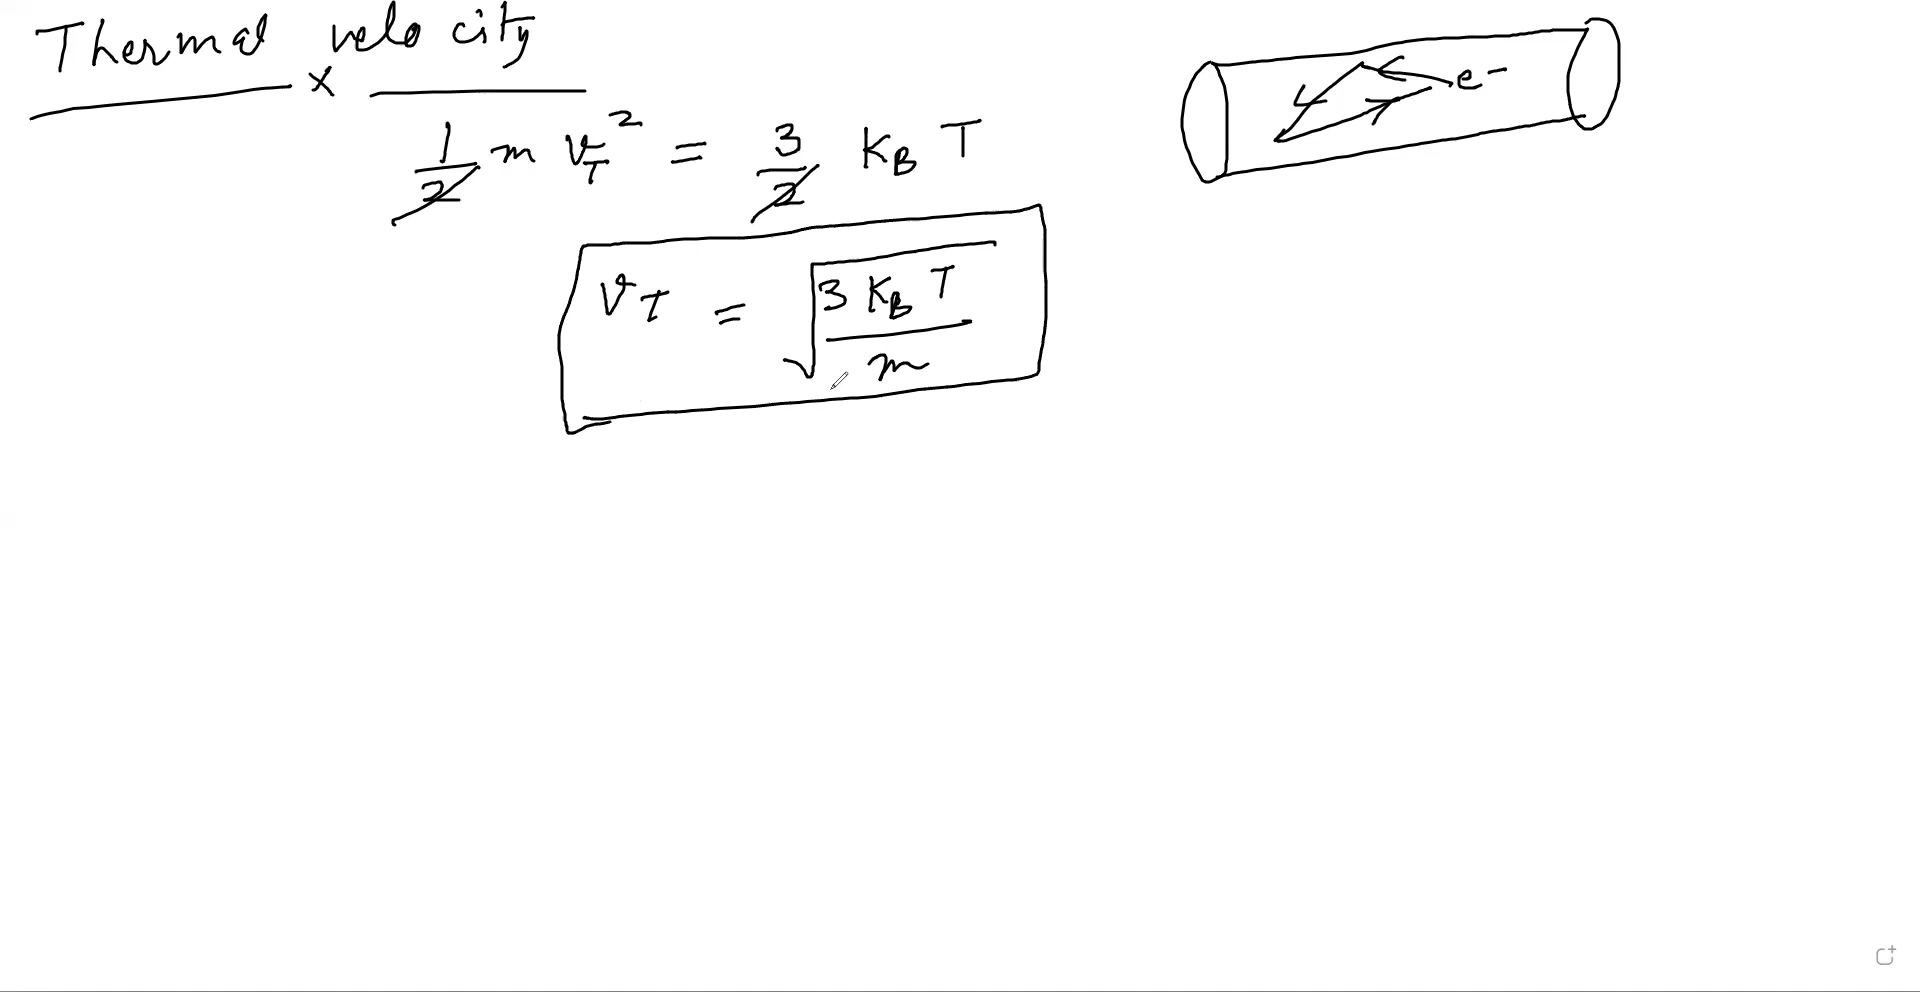 Thermal velocity
x
e-
1/2 m v_T^2 = 3/2 K_B T
v_T = √(3 K_B T / m)